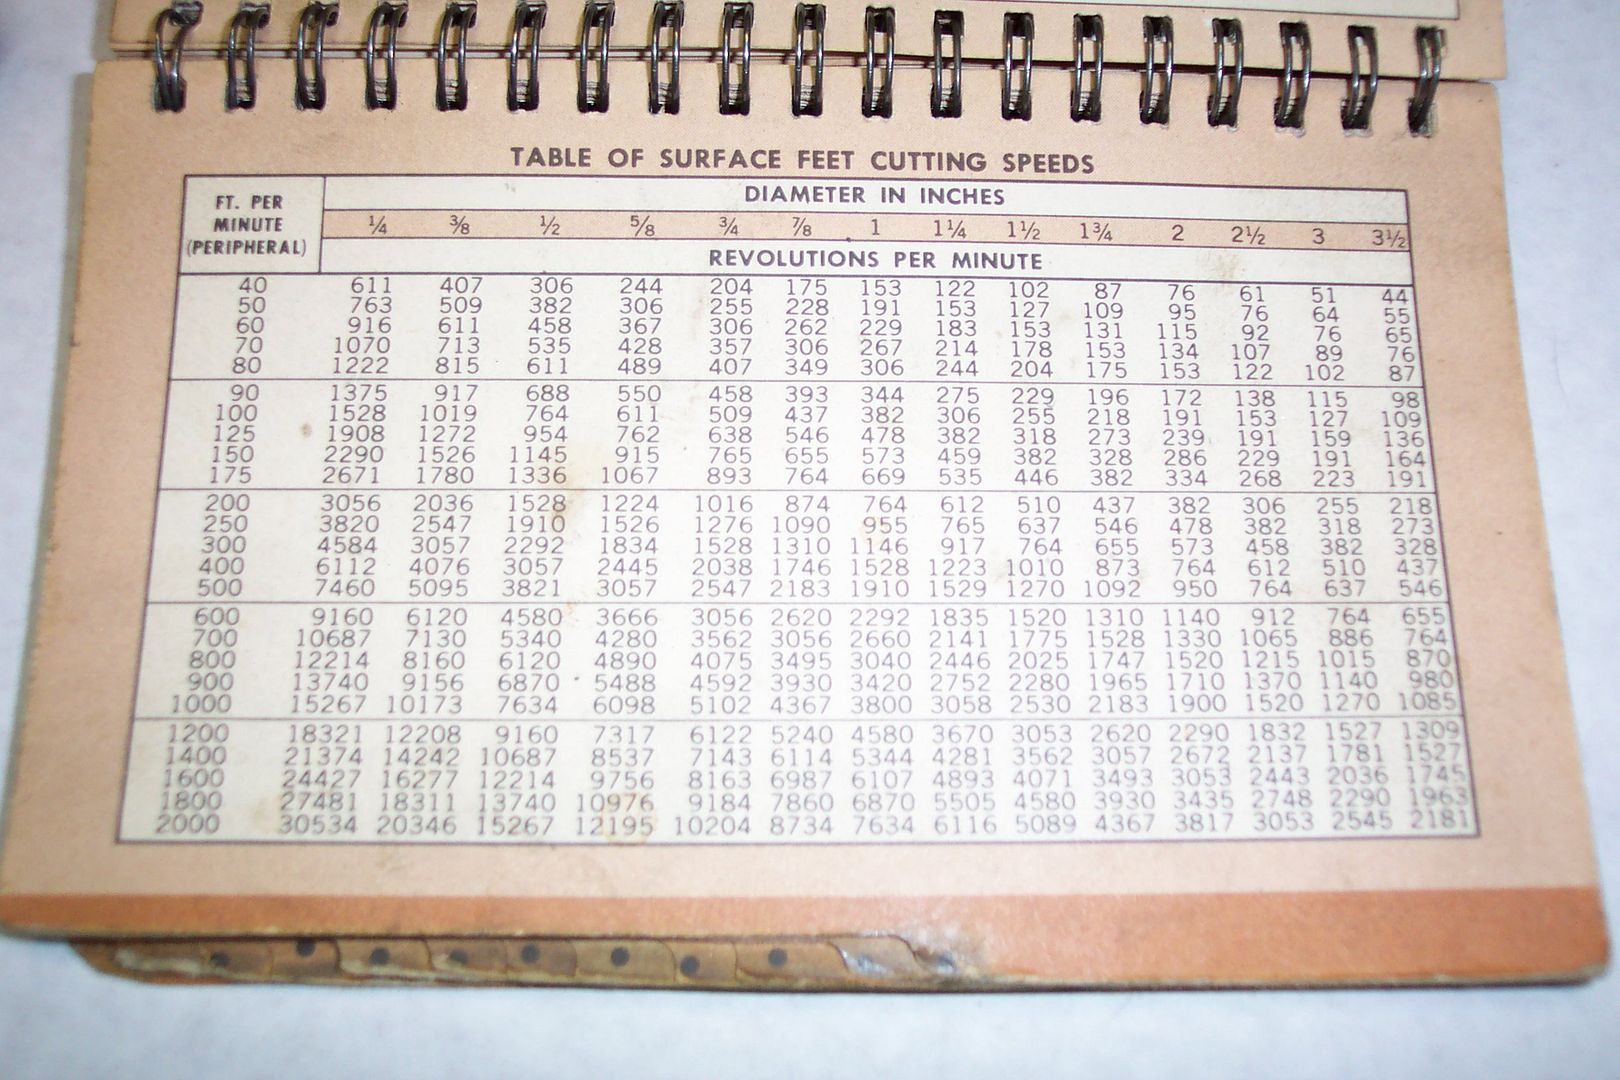 TABLE OF SURFACE FEET CUTTING SPEEDS
FT. PER MINUTE (PERIPHERAL)
DIAMETER IN INCHES
¼ ⅜ ½ ⅝ ¾ ⅞ 1 1¼ 1½ 1¾ 2 2½ 3 3½
REVOLUTIONS PER MINUTE
40 611 407 306 244 204 175 153 122 102 87 76 61 51 44
50 763 509 382 306 255 228 191 153 127 109 95 76 64 55
60 916 611 458 367 306 262 229 183 153 131 115 92 76 65
70 1070 713 535 428 357 306 267 214 178 153 134 107 89 76
80 1222 815 611 489 407 349 306 244 204 175 153 122 102 87
90 1375 917 688 550 458 393 344 275 229 196 172 138 115 98
100 1528 1019 764 611 509 437 382 306 255 218 191 153 127 109
125 1908 1272 954 762 638 546 478 382 318 273 239 191 159 136
150 2290 1526 1145 915 765 655 573 459 382 328 286 229 191 164
175 2671 1780 1336 1067 893 764 669 535 446 382 334 268 223 191
200 3056 2036 1528 1224 1016 874 764 612 510 437 382 306 255 218
250 3820 2547 1910 1526 1276 1090 955 765 637 546 478 382 318 273
300 4584 3057 2292 1834 1528 1310 1146 917 764 655 573 458 382 328
400 6112 4076 3057 2445 2038 1746 1528 1223 1010 873 764 612 510 437
500 7460 5095 3821 3057 2547 2183 1910 1529 1270 1092 950 764 637 546
600 9160 6120 4580 3666 3056 2620 2292 1835 1520 1310 1140 912 764 655
700 10687 7130 5340 4280 3562 3056 2660 2141 1775 1528 1330 1065 886 764
800 12214 8160 6120 4890 4075 3495 3040 2446 2025 1747 1520 1215 1015 870
900 13740 9156 6870 5488 4592 3930 3420 2752 2280 1965 1710 1370 1140 980
1000 15267 10173 7634 6098 5102 4367 3800 3058 2530 2183 1900 1520 1270 1085
1200 18321 12208 9160 7317 6122 5240 4580 3670 3053 2620 2290 1832 1527 1309
1400 21374 14242 10687 8537 7143 6114 5344 4281 3562 3057 2672 2137 1781 1527
1600 24427 16277 12214 9756 8163 6987 6107 4893 4071 3493 3053 2443 2036 1745
1800 27481 18311 13740 10976 9184 7860 6870 5505 4580 3930 3435 2748 2290 1963
2000 30534 20346 15267 12195 10204 8734 7634 6116 5089 4367 3817 3053 2545 2181